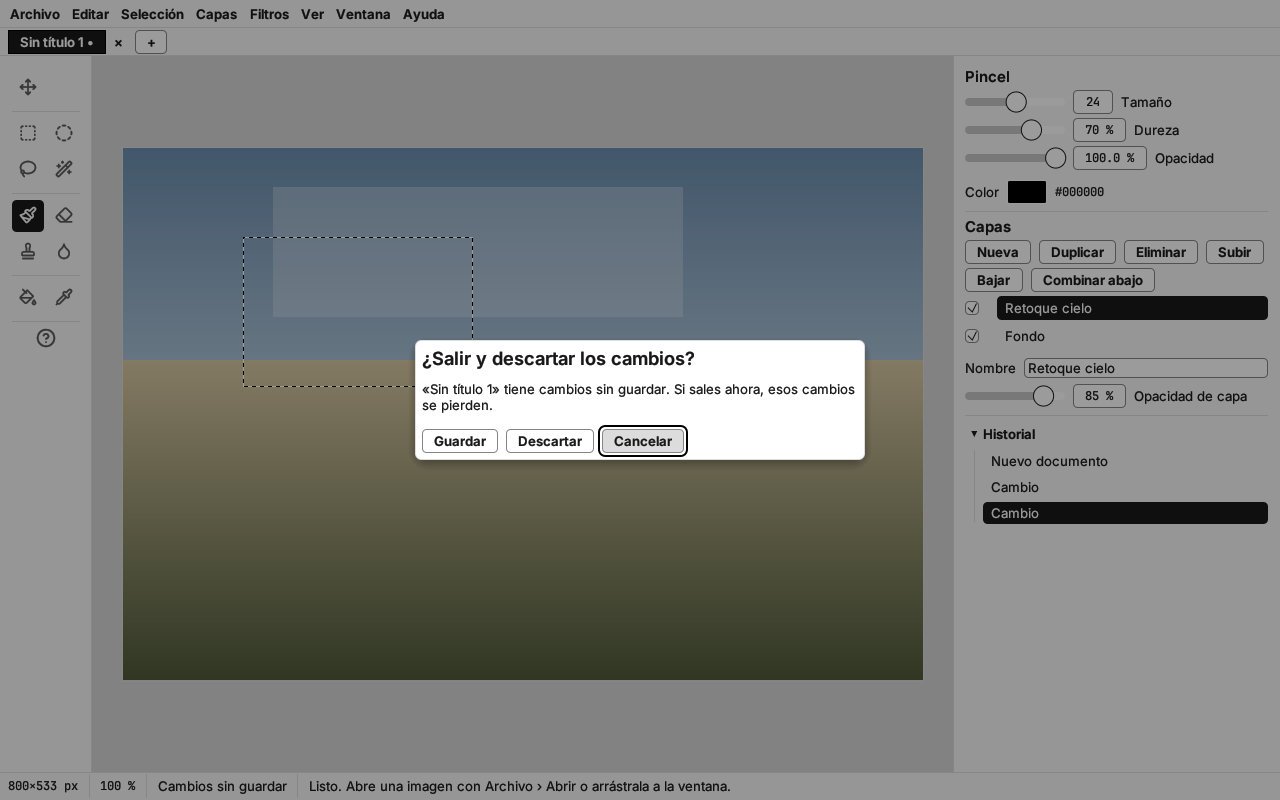 Archivo Editar Selección Capas Filtros Ver Ventana Ayuda
Sin título 1 • × +
Pincel
24 Tamaño
70 % Dureza
100.0 % Opacidad
Color #000000
Capas
Nueva Duplicar Eliminar Subir
Bajar Combinar abajo
Retoque cielo
Fondo
Nombre Retoque cielo
85 % Opacidad de capa
Historial
Nuevo documento
Cambio
Cambio
¿Salir y descartar los cambios?
«Sin título 1» tiene cambios sin guardar. Si sales ahora, esos cambios
se pierden.
Guardar Descartar Cancelar
800×533 px 100 % Cambios sin guardar Listo. Abre una imagen con Archivo › Abrir o arrástrala a la ventana.